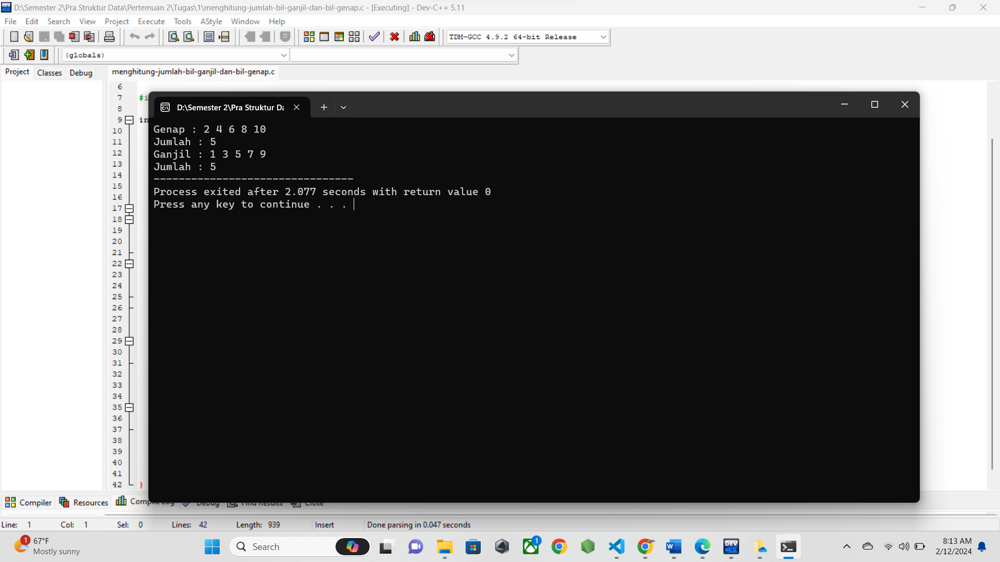 D:\Semester 2\Pra Struktur Data\Pertemuan 2\Tugas\1\menghitung-jumlah-bil-ganjil-dan-bil-genap.c - [Executing] - Dev-C++ 5.11
File Edit Search View Project Execute Tools AStyle Window Help
TDM-GCC 4.9.2 64-bit Release
(globals)
Project Classes Debug menghitung-jumlah-bil-ganjil-dan-bil-genap.c
6
7 #i
8
9 in
10
11
12
13
14
15
16
17
18
19
20
21
22
23
24
25
26
27
28
29
30
31
32
33
34
35
36
37
38
39
40
41
42 }
D:\Semester 2\Pra Struktur Da
Genap : 2 4 6 8 10
Jumlah : 5
Ganjil : 1 3 5 7 9
Jumlah : 5
--------------------------------
Process exited after 2.077 seconds with return value 0
Press any key to continue . . .
Compiler Resources Compile Log Debug Find Results Close
Line: 1 Col: 1 Sel: 0 Lines: 42 Length: 939 Insert Done parsing in 0.047 seconds
1 67°F
Mostly sunny
Search
1
DEV
8:13 AM
2/12/2024